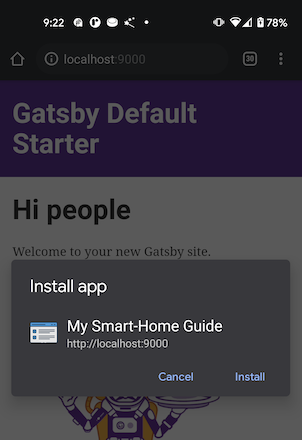 9:22
78%
localhost:9000
30
Gatsby Default
Starter
Hi people
Welcome to your new Gatsby site.
Install app
My Smart-Home Guide
http://localhost:9000
Cancel
Install